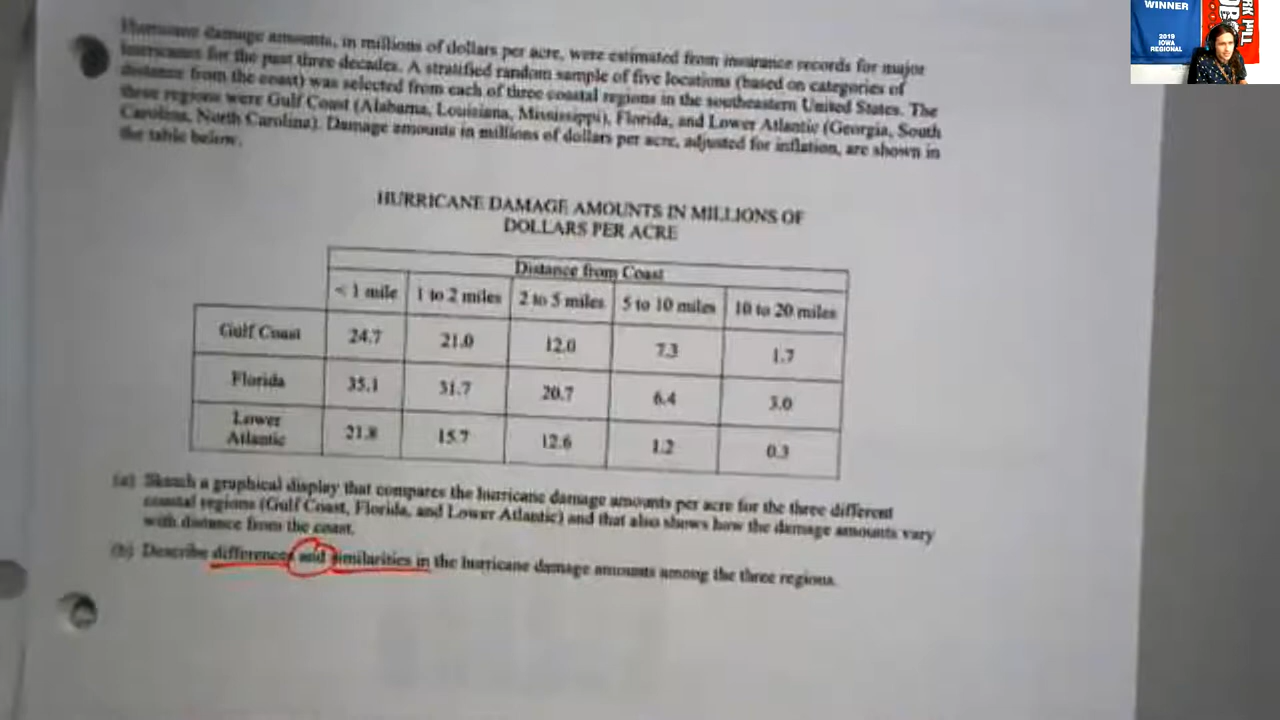 Hurricane damage amounts, in millions of dollars per acre, were estimated from insurance records for major
hurricanes for the past three decades. A stratified random sample of five locations (based on categories of
distance from the coast) was selected from each of three coastal regions in the southeastern United States. The
three regions were Gulf Coast (Alabama, Louisiana, Mississippi), Florida, and Lower Atlantic (Georgia, South
Carolina, North Carolina). Damage amounts in millions of dollars per acre, adjusted for inflation, are shown in
the table below.
HURRICANE DAMAGE AMOUNTS IN MILLIONS OF
DOLLARS PER ACRE
Distance from Coast
< 1 mile 1 to 2 miles 2 to 5 miles 5 to 10 miles 10 to 20 miles
Gulf Coast 24.7 21.0 12.0 7.3 1.7
Florida 35.1 31.7 20.7 6.4 3.0
Lower
Atlantic 21.8 15.7 12.6 1.2 0.3
(a) Sketch a graphical display that compares the hurricane damage amounts per acre for the three different
coastal regions (Gulf Coast, Florida, and Lower Atlantic) and that also shows how the damage amounts vary
with distance from the coast.
(b) Describe differences and similarities in the hurricane damage amounts among the three regions.
WINNER
2019
IOWA
REGIONAL